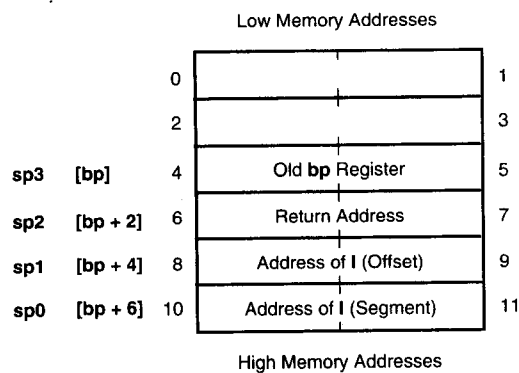 Low Memory Addresses
0 1
2 3
sp3 [bp] 4 Old bp Register 5
sp2 [bp + 2] 6 Return Address 7
sp1 [bp + 4] 8 Address of I (Offset) 9
sp0 [bp + 6] 10 Address of I (Segment) 11
High Memory Addresses